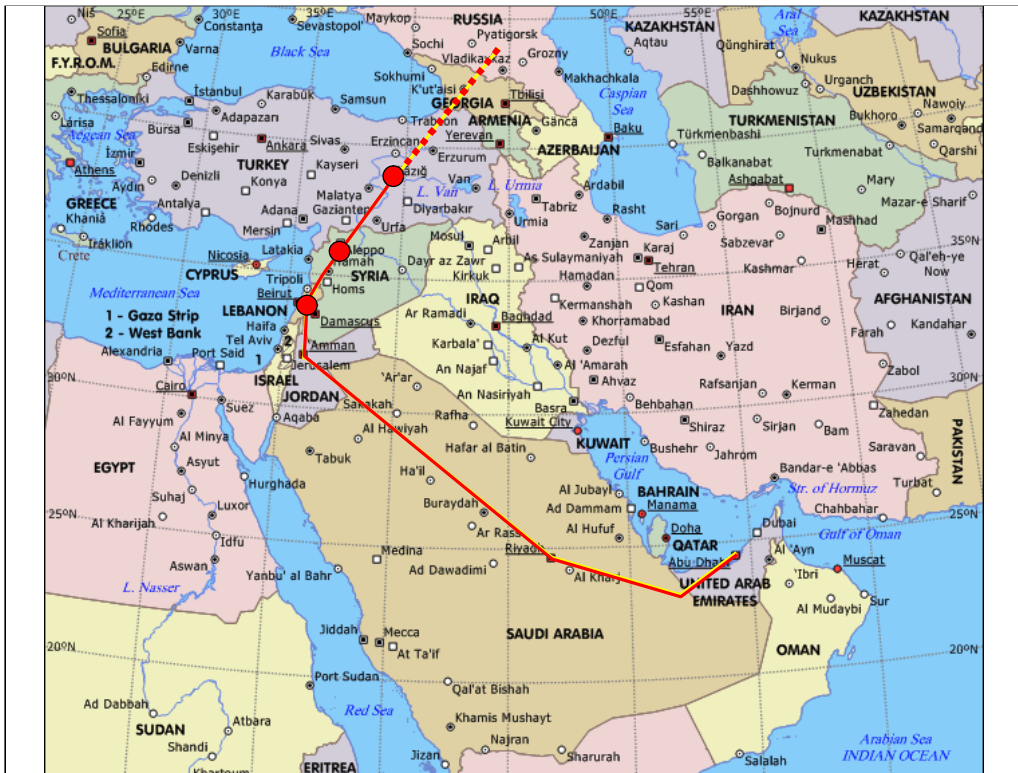 50°E
RUSSIA
KAZAKHSTAN
Aral
Sea
KAZAKHSTAN
Nis
Constanţa
Sevastopol'
Maykop
Pyatigorsk
Aqtau
Qŭnghirot
Nukus
Sofia
BULGARIA
Varna
Black Sea
Sochi
Grozny
F.Y.R.O.M.
Edirne
Sokhumi
Makhachkala
Dashhowuz
Urganch
UZBEKISTAN
Thessaloníki
İstanbul
Karabük
Samsun
K'ut'aisi
GEORGIA
Tbilisi
Caspian
Sea
Nawoiy
Lárisa
Adapazarı
ARMENIA
Gäncä
Baku
TURKMENISTAN
Bukhoro
Samarqand
Aegean Sea
Bursa
Ankara
Sivas
Erzincan
Yerevan
Türkmenbashi
Eskişehir
AZERBAIJAN
Turkmenabat
Qarshi
İzmir
TURKEY
Kayseri
Erzurum
Balkanabat
Athens
Denizli
Konya
Malatya
Van
L. Urmia
Ardabil
Ashgabat
Mary
Aydın
L. Van
Mazar-e Sharif
GREECE
Antalya
Adana
Gaziantep
Diyarbakır
Tabriz
Rasht
Gorgan
Bojnurd
Mashhad
Khaniá
Rhodes
Mersin
Urfa
Urmia
Sari
Iráklion
Latakia
Aleppo
Mosul
Arbil
Zanjan
Karaj
Sabzevar
35°N
Crete
Nicosia
Hamah
Dayr az Zawr
As Sulaymaniyah
Tehran
Kashmar
Herat
Qal'eh-ye
Now
CYPRUS
Tripoli
SYRIA
Kirkuk
Hamadan
Qom
Mediterranean Sea
Beirut
Homs
IRAQ
Kermanshah
Kashan
AFGHANISTAN
1 - Gaza Strip
LEBANON
Damascus
Ar Ramadi
Baghdad
Khorramabad
IRAN
Birjand
2 - West Bank
Haifa
Farah
Kandahar
Tel Aviv
2
'Amman
Karbala'
Al Kut
Dezful
Esfahan
Yazd
Alexandria
Port Said
1
Jerusalem
An Najaf
Al 'Amarah
Zabol
30°N
Cairo
ISRAEL
'Ar'ar
An Nasiriyah
Ahvaz
Rafsanjan
Kerman
30°N
Suez
JORDAN
Sakakah
Rafha
Basra
Behbahan
Zahedan
Al Fayyum
Aqaba
Al Hawiyah
Kuwait City
Shiraz
Sirjan
Bam
Al Minya
Hafar al Batin
KUWAIT
Bushehr
Jahrom
Saravan
PAKISTAN
EGYPT
Asyut
Tabuk
Ha'il
Persian
Gulf
Bandar-e 'Abbas
Suhaj
Hurghada
Buraydah
Al Jubayl
BAHRAIN
Str. of Hormuz
Turbat
Al Kharijah
Luxor
Ad Dammam
Manama
Dubai
Chahbahar
25°N
Idfu
Ar Rass
Al Hufuf
Doha
Gulf of Oman
25°N
Aswan
Medina
Riyadh
QATAR
Abu Dhabi
Al 'Ayn
Muscat
L. Nasser
Yanbu' al Bahr
Ad Dawadimi
Al Kharj
UNITED ARAB
EMIRATES
'Ibri
Sur
Al Mudaybi
Jiddah
Mecca
SAUDI ARABIA
20°N
At Ta'if
OMAN
20°N
Port Sudan
Qal'at Bishah
Ad Dabbah
Red Sea
SUDAN
Atbara
Khamis Mushayt
Arabian Sea
INDIAN OCEAN
Shandi
Najran
Jizan
Sharurah
Salalah
Khartoum
ERITREA